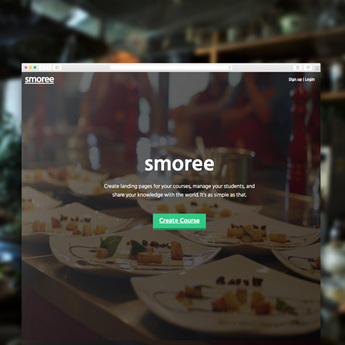 smoree
Sign up | Login
smoree
Create landing pages for your courses, manage your students, and
share your knowledge with the world. It's as simple as that.
Create Course